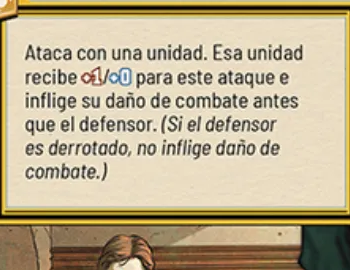 Ataca con una unidad. Esa unidad
recibe +1/+0 para este ataque e
inflige su daño de combate antes
que el defensor. (Si el defensor
es derrotado, no inflige daño de
combate.)